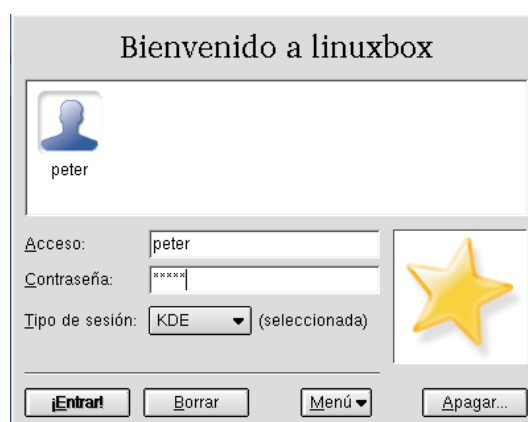 Bienvenido a linuxbox
peter
Acceso: peter
Contraseña: *****
Tipo de sesión: KDE (seleccionada)
¡Entrar! Borrar Menú Apagar...